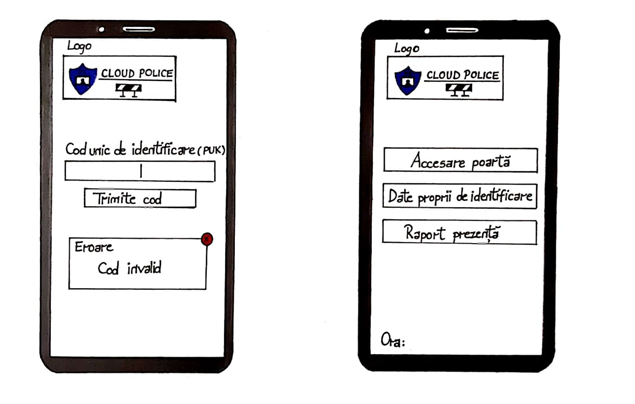 Logo
CLOUD POLICE
Cod unic de identificare (PUK)
Trimite cod
Eroare
Cod invalid
Logo
CLOUD POLICE
Accesare poartă
Date proprii de identificare
Raport prezență
Ora: